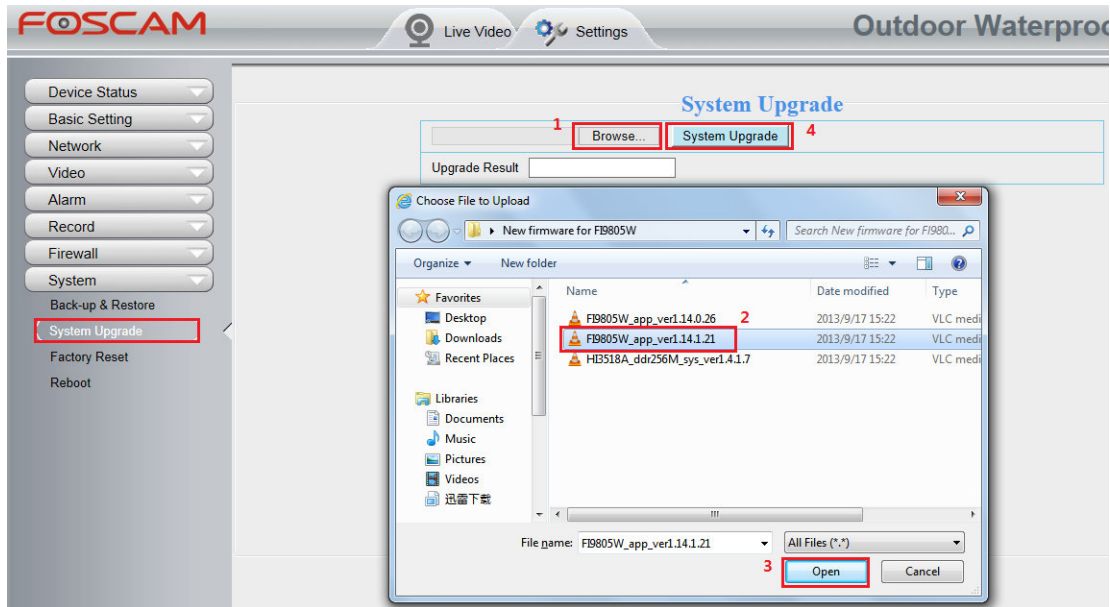 FOSCAM
Live Video
Settings
Outdoor Waterproo
Device Status
Basic Setting
Network
Video
Alarm
Record
Firewall
System
Back-up & Restore
System Upgrade
Factory Reset
Reboot
System Upgrade
1
Browse...
System Upgrade
4
Upgrade Result
Choose File to Upload
New firmware for FI9805W
Search New firmware for FI980...
Organize
New folder
Favorites
Desktop
Downloads
Recent Places
Libraries
Documents
Music
Pictures
Videos
迅雷下载
Name Date modified Type
FI9805W_app_ver1.14.0.26 2 2013/9/17 15:22 VLC medi
FI9805W_app_ver1.14.1.21 2013/9/17 15:22 VLC medi
HI3518A_ddr256M_sys_ver1.4.1.7 2013/9/17 15:22 VLC medi
File name: FI9805W_app_ver1.14.1.21 All Files (*.*)
3 Open Cancel